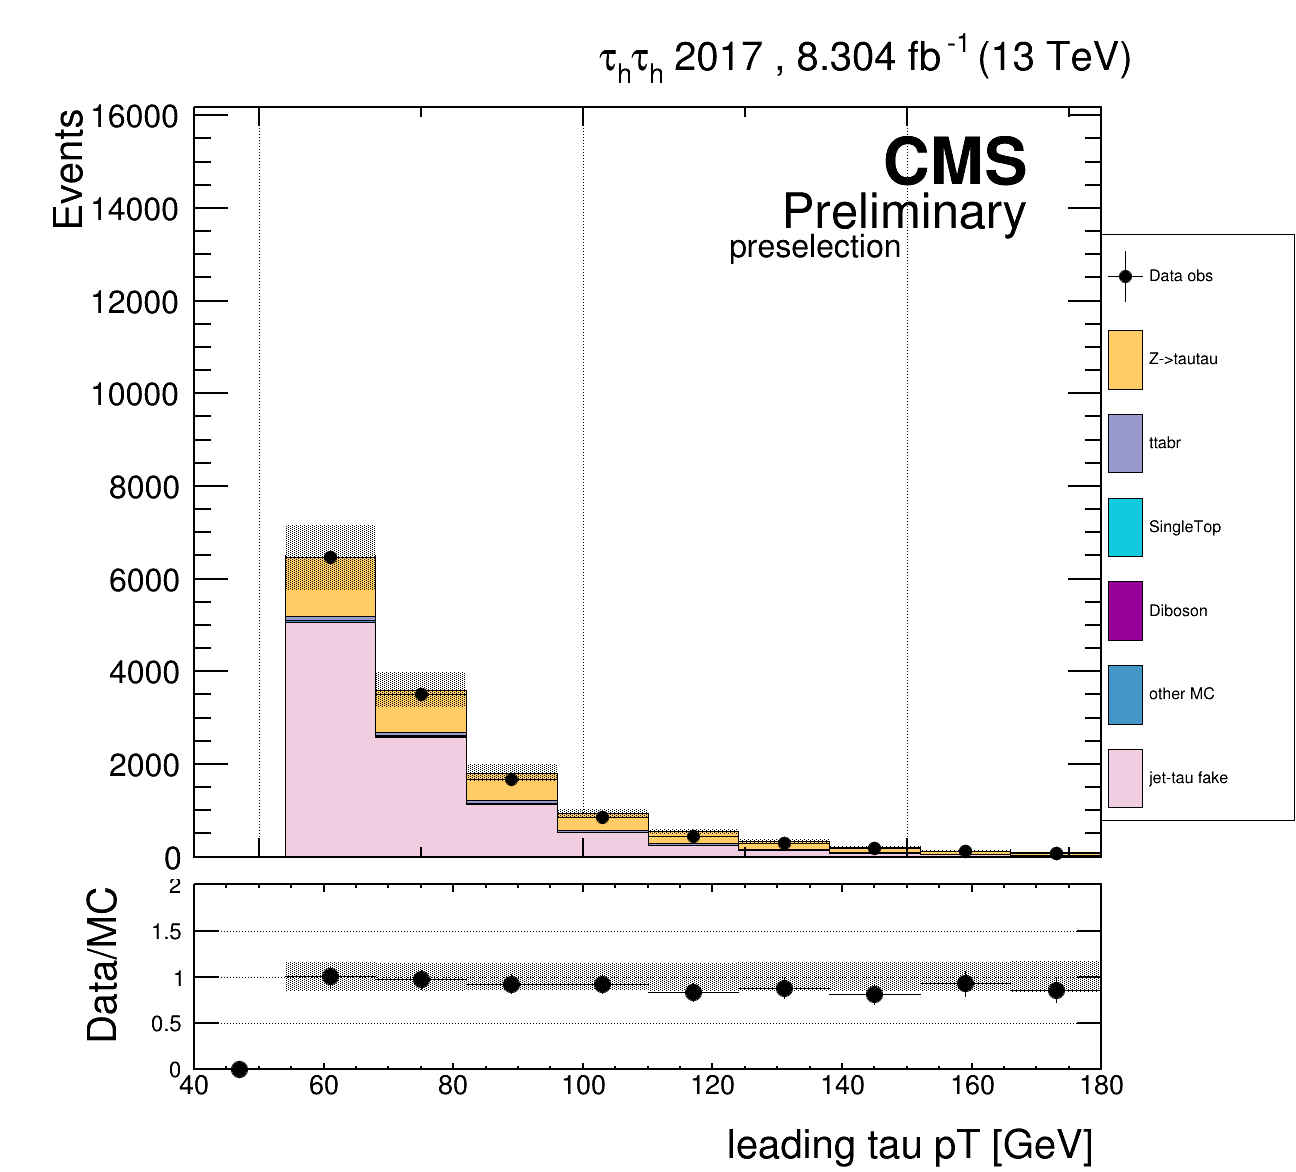 τhτh 2017 , 8.304 fb-1 (13 TeV)
Events
16000
14000
12000
10000
8000
6000
4000
2000
0
CMS
Preliminary
preselection
Data obs
Z->tautau
ttabr
SingleTop
Diboson
other MC
jet-tau fake
Data/MC
2
1.5
1
0.5
0
40 60 80 100 120 140 160 180
leading tau pT [GeV]